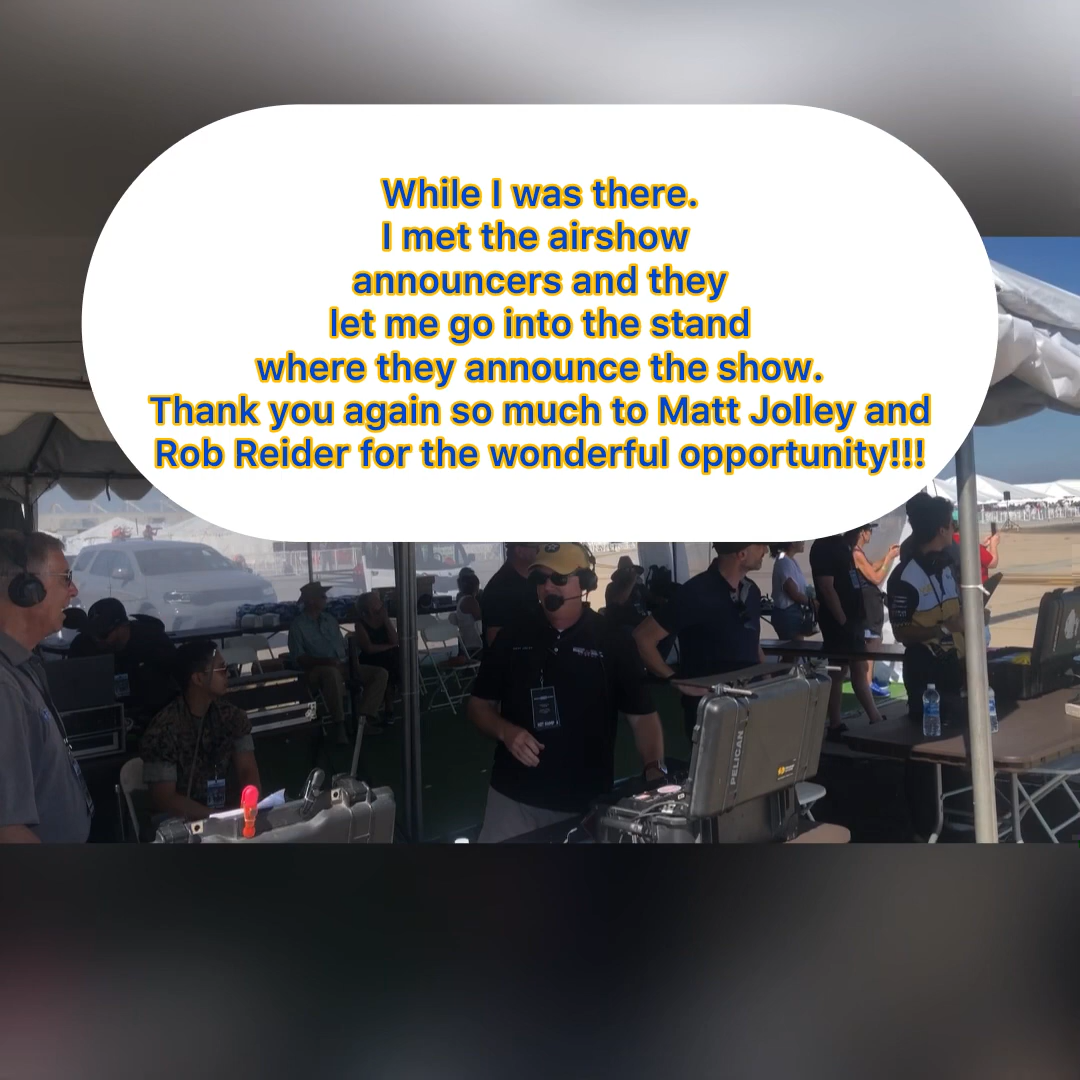 While I was there.
I met the airshow
announcers and they
let me go into the stand
where they announce the show.
Thank you again so much to Matt Jolley and
Rob Reider for the wonderful opportunity!!!
PELICAN